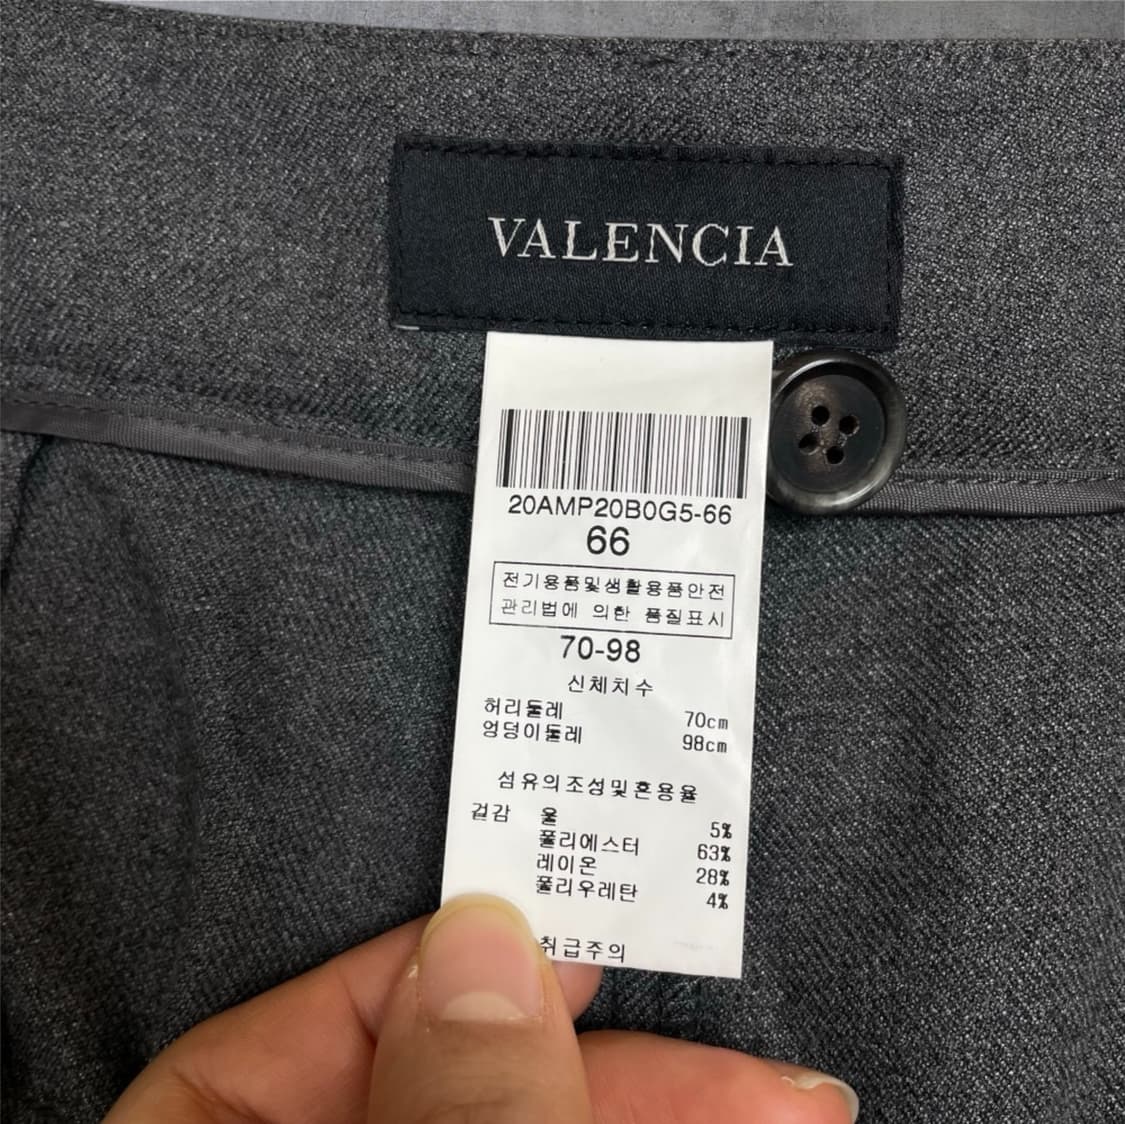 VALENCIA
20AMP20B0G5-66
66
전기용품및생활용품안전
관리법에 의한 품질표시
70-98
신체치수
허리둘레 70cm
엉덩이둘레 98cm
섬유의조성및혼용율
겉감 울 5%
폴리에스터 63%
레이온 28%
폴리우레탄 4%
취급주의